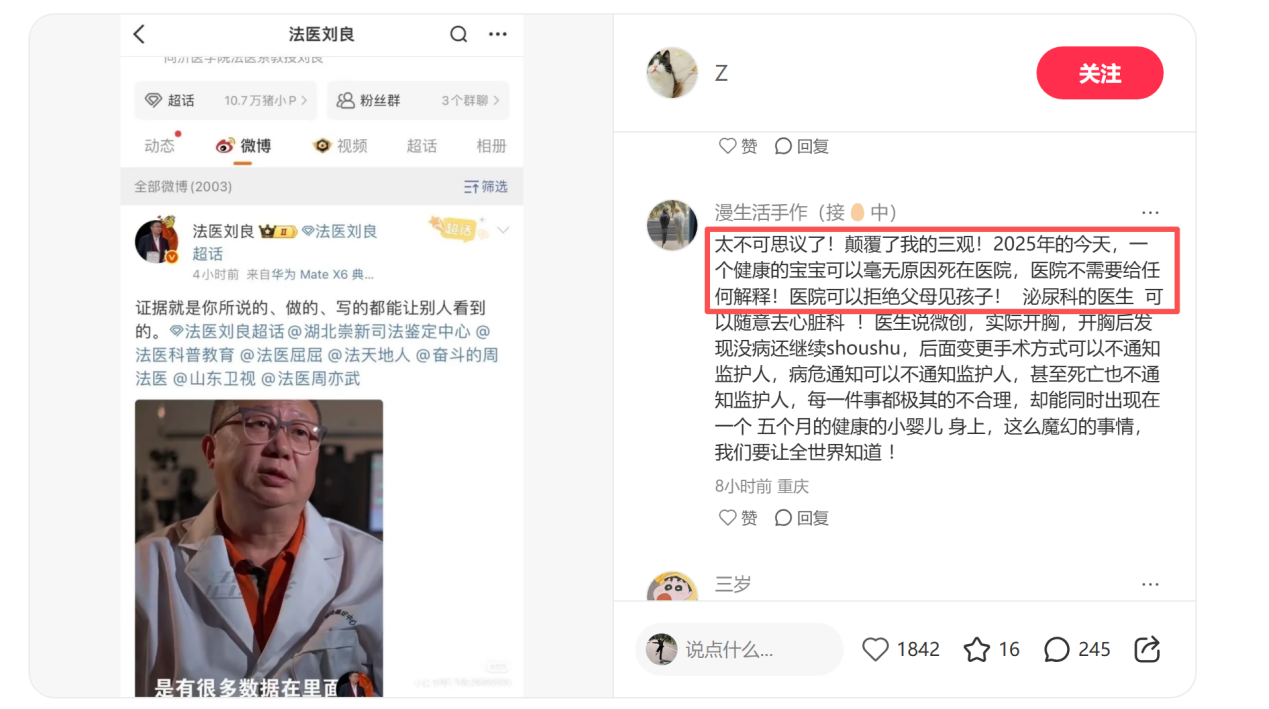 法医刘良
同济医学院法医系教授刘良
超话 10.7万猪小P >
粉丝群 3个群聊 >
动态 微博 视频 超话 相册
全部微博(2003) 筛选
法医刘良 II 法医刘良
超话
超话
4小时前 来自华为 Mate X6 典...
证据就是你所说的、做的、写的都能让别人看到
的。法医刘良超话 @湖北崇新司法鉴定中心 @
法医科普教育 @法医屈屈 @法天地人 @奋斗的周
法医 @山东卫视 @法医周亦武
是有很多数据在里面
Z
关注
赞 回复
漫生活手作（接 中）
太不可思议了！颠覆了我的三观！2025年的今天，一
个健康的宝宝可以毫无原因死在医院，医院不需要给任
何解释！医院可以拒绝父母见孩子！ 泌尿科的医生 可
以随意去心脏科 ！医生说微创，实际开胸，开胸后发
现没病还继续shoushu，后面变更手术方式可以不通知
监护人，病危通知可以不通知监护人，甚至死亡也不通
知监护人，每一件事都极其的不合理，却能同时出现在
一个 五个月的健康的小婴儿 身上，这么魔幻的事情，
我们要让全世界知道！
8小时前 重庆
赞 回复
三岁
说点什么...
1842 16 245